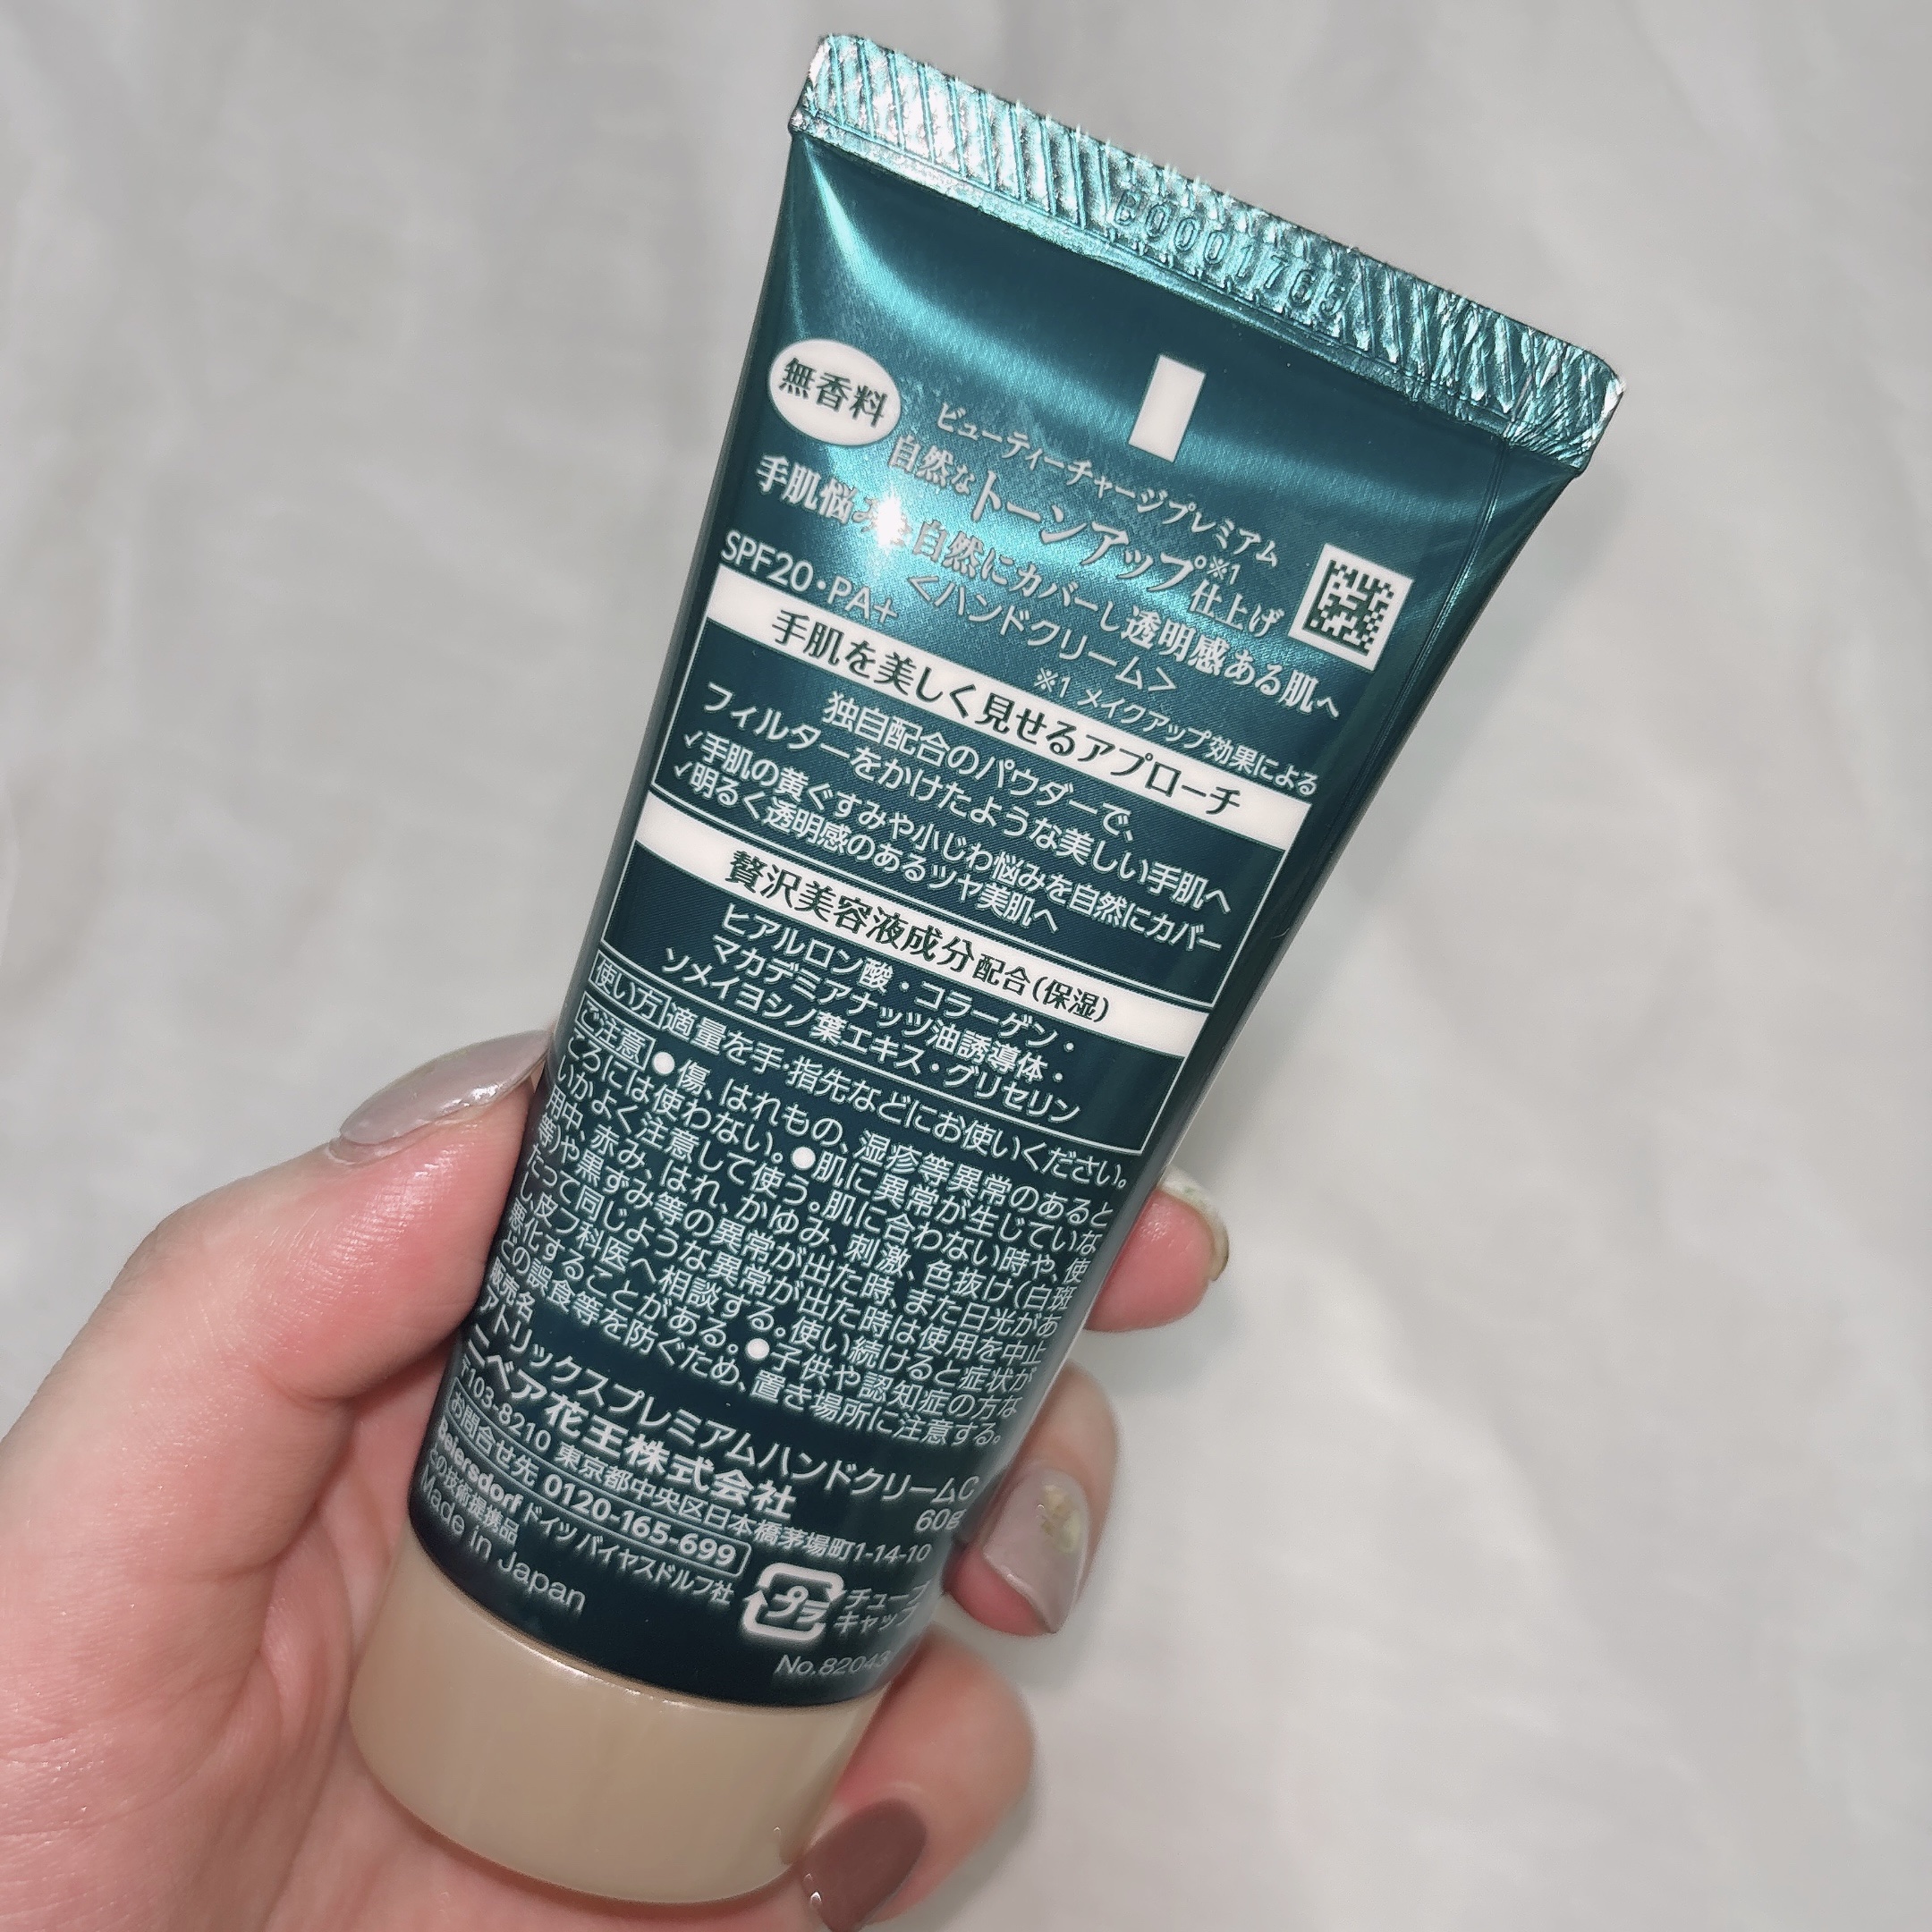 無香料
ビューティーチャージプレミアム
自然なトーンアップ※1仕上げ
手肌悩みを自然にカバーし透明感ある肌へ
SPF20・PA+ <ハンドクリーム>
※1 メイクアップ効果による
手肌を美しく見せるアプローチ
独自配合のパウダーで、
フィルターをかけたような美しい手肌へ
✓手肌の黄ぐすみや小じわ悩みを自然にカバー
✓明るく透明感のあるツヤ美肌へ
贅沢美容液成分配合(保湿)
ヒアルロン酸・コラーゲン・
マカデミアナッツ油誘導体・
ソメイヨシノ葉エキス・グリセリン
使い方 適量を手・指先などにお使いください。
ご注意 ●傷、はれもの、湿疹等異常のあると
ころには使わない。●肌に異常が生じていな
いかよく注意して使う。肌に合わない時や、使
用中、赤み、はれ、かゆみ、刺激、色抜け(白斑
等)や黒ずみ等の異常が出た時、また日光があ
たって同じような異常が出た時は使用を中止
し、皮フ科医へ相談する。使い続けると症状が
悪化することがある。●子供や認知症の方な
どの誤食等を防ぐため、置き場所に注意する。
販売名
アトリックスプレミアムハンドクリームC
ニベア花王株式会社 60g
〒103-8210 東京都中央区日本橋茅場町1-14-10
お問合せ先 0120-165-699
Beiersdorf ドイツ バイヤスドルフ社
との技術提携品
Made in Japan
プラ
チューブ
キャップ